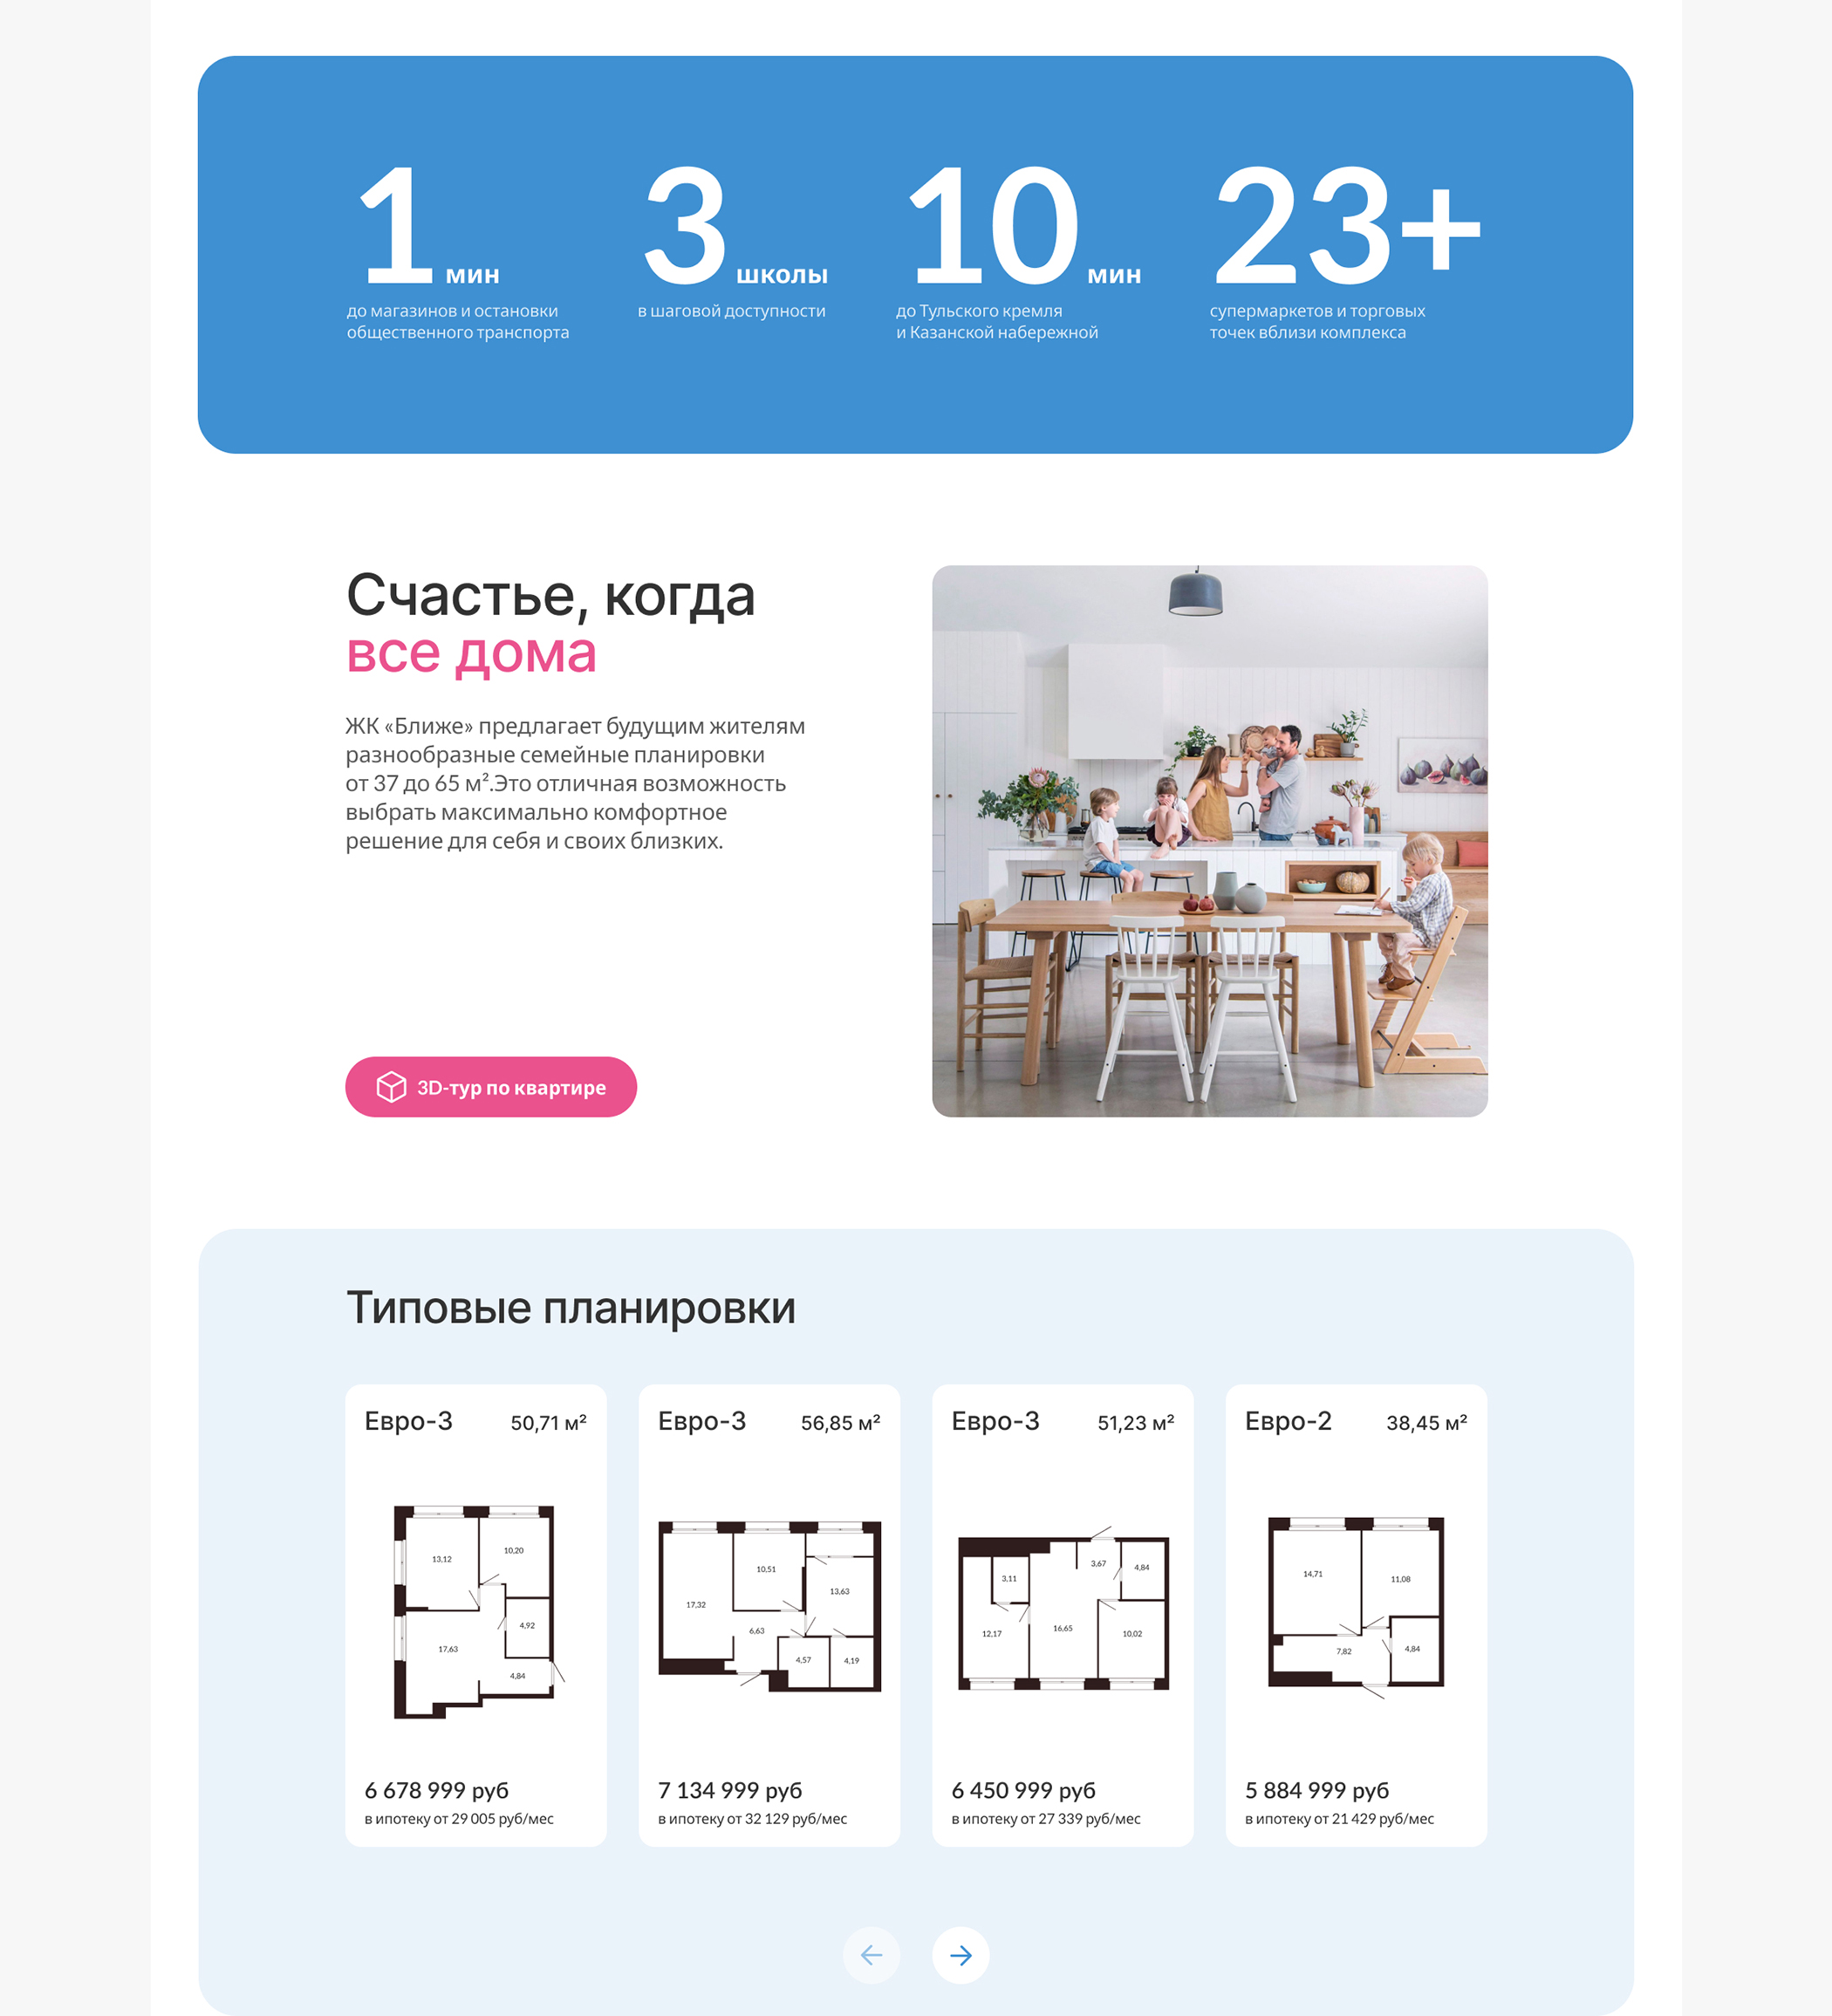 1 мин
до магазинов и остановки
общественного транспорта
3 школы
в шаговой доступности
10 мин
до Тульского кремля
и Казанской набережной
23+
супермаркетов и торговых
точек вблизи комплекса
Счастье, когда
все дома
ЖК «Ближе» предлагает будущим жителям
разнообразные семейные планировки
от 37 до 65 м².Это отличная возможность
выбрать максимально комфортное
решение для себя и своих близких.
3D-тур по квартире
Типовые планировки
Евро-3 50,71 м²
13,12
10,20
4,92
17,63
4,84
6 678 999 руб
в ипотеку от 29 005 руб/мес
Евро-3 56,85 м²
10,51
13,63
17,32
6,63
4,57
4,19
7 134 999 руб
в ипотеку от 32 129 руб/мес
Евро-3 51,23 м²
3,67
4,84
3,11
16,65
12,17
10,02
6 450 999 руб
в ипотеку от 27 339 руб/мес
Евро-2 38,45 м²
14,71
11,08
7,82
4,84
5 884 999 руб
в ипотеку от 21 429 руб/мес